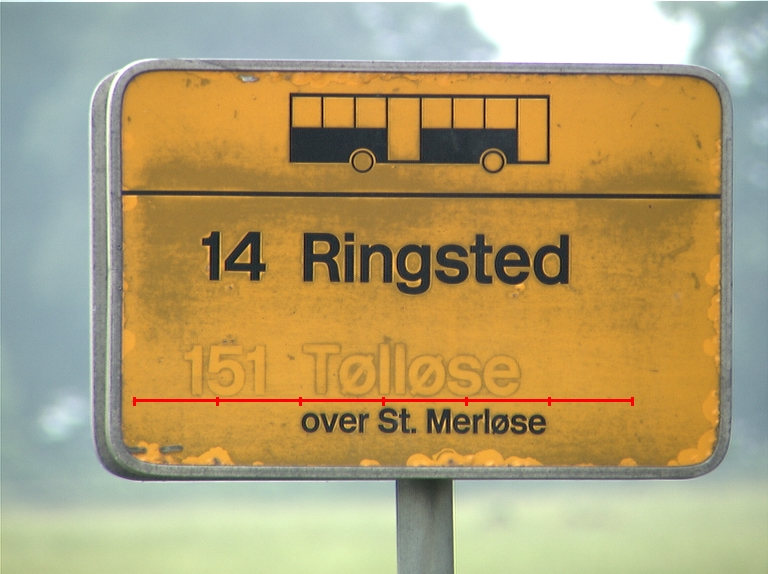 14 Ringsted
151 Tølløse
over St. Merløse